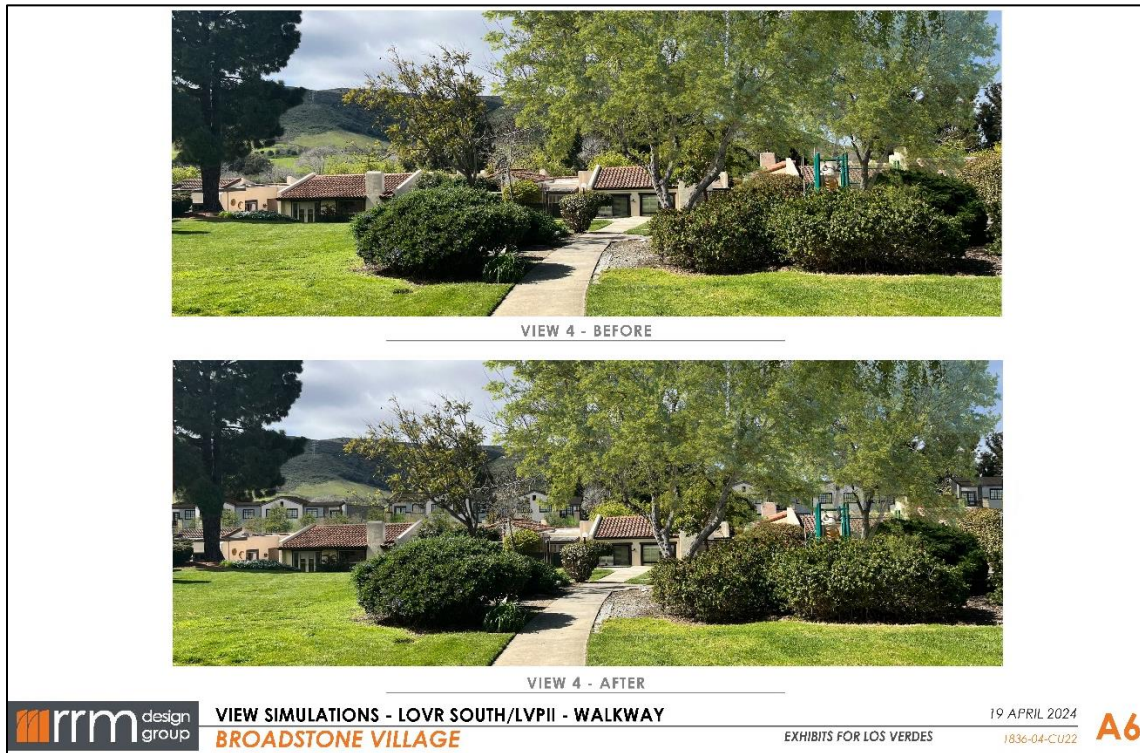 VIEW 4 - BEFORE
VIEW 4 - AFTER
rrm design group
VIEW SIMULATIONS - LOVR SOUTH/LVPII - WALKWAY
BROADSTONE VILLAGE
19 APRIL 2024
EXHIBITS FOR LOS VERDES
1836-04-CU22
A6